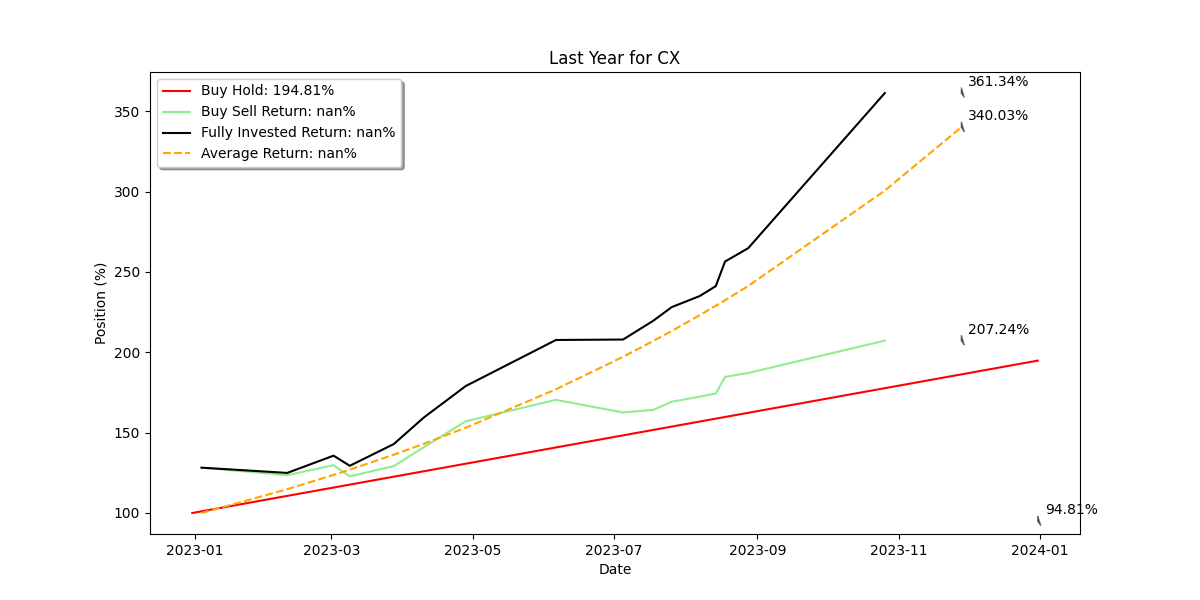 Last Year for CX
Buy Hold: 194.81%
Buy Sell Return: nan%
Fully Invested Return: nan%
Average Return: nan%
361.34%
340.03%
207.24%
94.81%
Position (%)
350
300
250
200
150
100
2023-01
2023-03
2023-05
2023-07
2023-09
2023-11
2024-01
Date